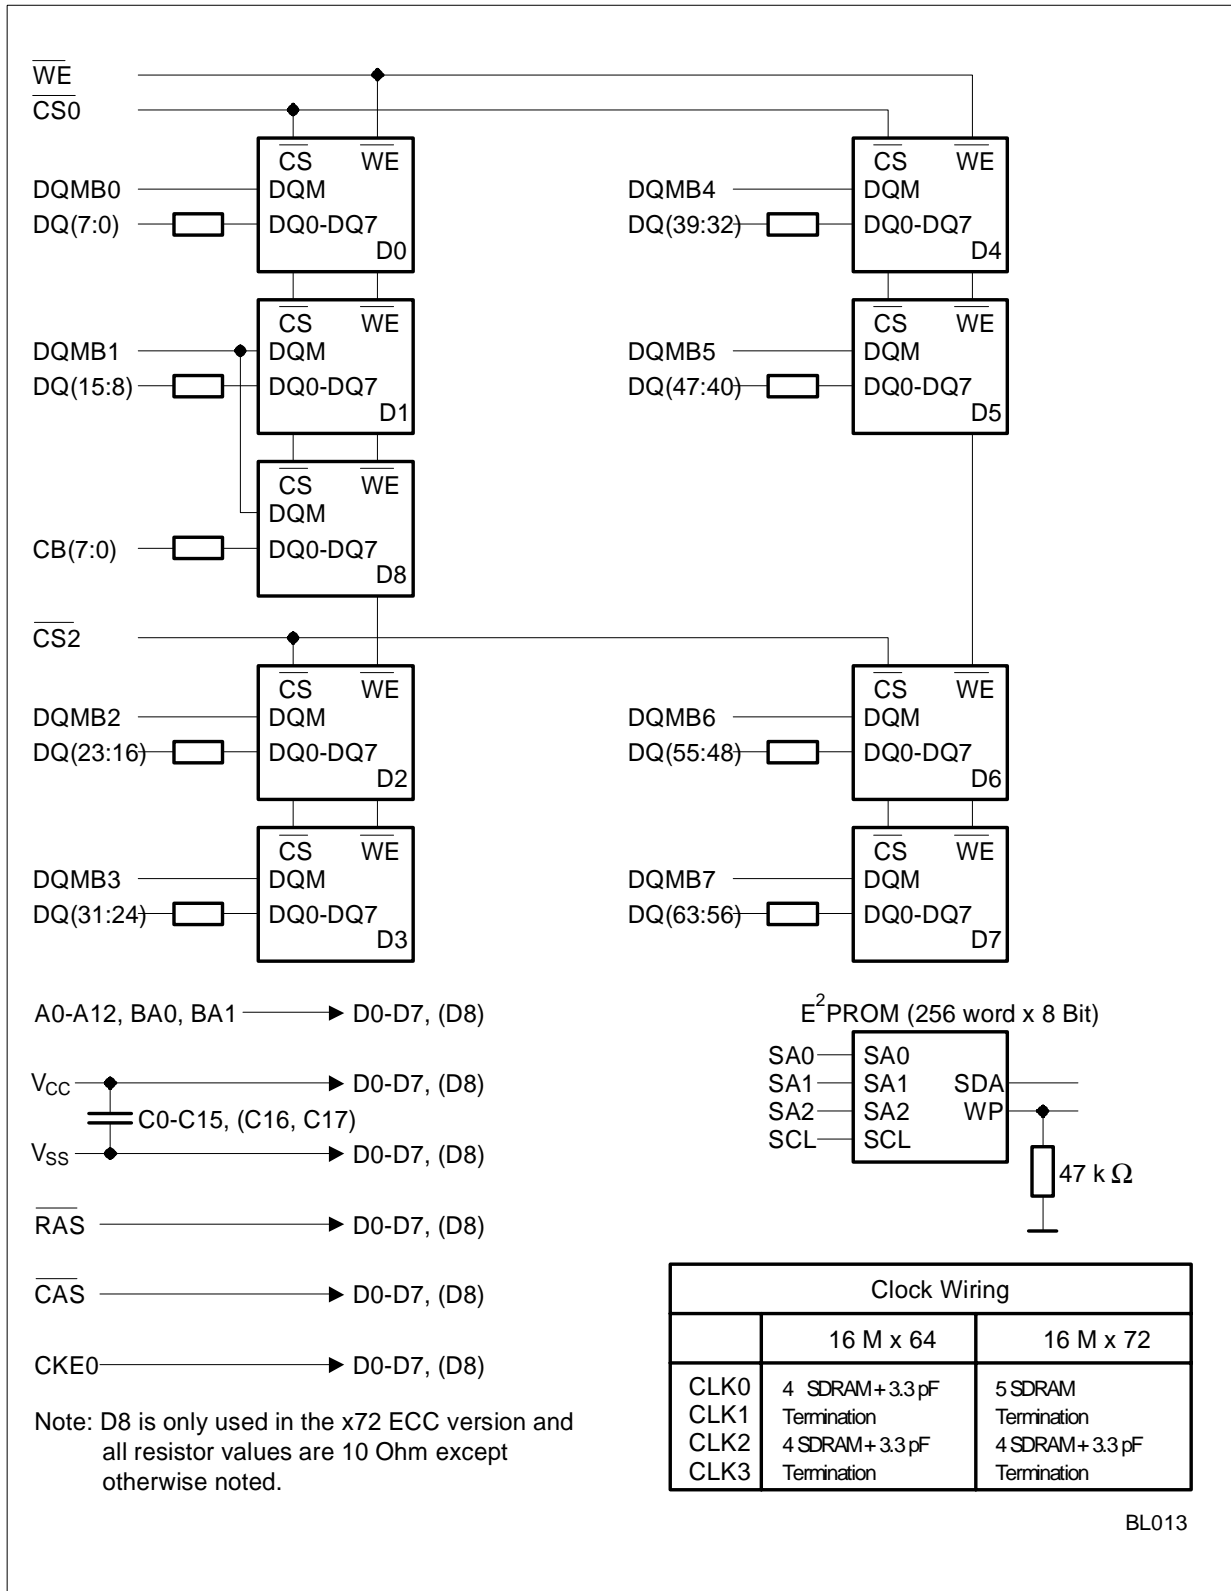 WE
CS0
CS WE
DQMB0 DQM
DQ(7:0) DQ0-DQ7
D0
CS WE
DQMB4 DQM
DQ(39:32) DQ0-DQ7
D4
CS WE
DQMB1 DQM
DQ(15:8) DQ0-DQ7
D1
CS WE
DQMB5 DQM
DQ(47:40) DQ0-DQ7
D5
CS WE
DQM
CB(7:0) DQ0-DQ7
D8
CS2
CS WE
DQMB2 DQM
DQ(23:16) DQ0-DQ7
D2
CS WE
DQMB6 DQM
DQ(55:48) DQ0-DQ7
D6
CS WE
DQMB3 DQM
DQ(31:24) DQ0-DQ7
D3
CS WE
DQMB7 DQM
DQ(63:56) DQ0-DQ7
D7
A0-A12, BA0, BA1 D0-D7, (D8)
VCC D0-D7, (D8)
C0-C15, (C16, C17)
VSS D0-D7, (D8)
RAS D0-D7, (D8)
CAS D0-D7, (D8)
CKE0 D0-D7, (D8)
Note: D8 is only used in the x72 ECC version and
all resistor values are 10 Ohm except
otherwise noted.
E²PROM (256 word x 8 Bit)
SA0 SA0
SA1 SA1 SDA
SA2 SA2 WP
SCL SCL
47 k Ω
Clock Wiring
16 M x 64 16 M x 72
CLK0 4 SDRAM + 3.3 pF 5 SDRAM
CLK1 Termination Termination
CLK2 4 SDRAM + 3.3 pF 4 SDRAM + 3.3 pF
CLK3 Termination Termination
BL013